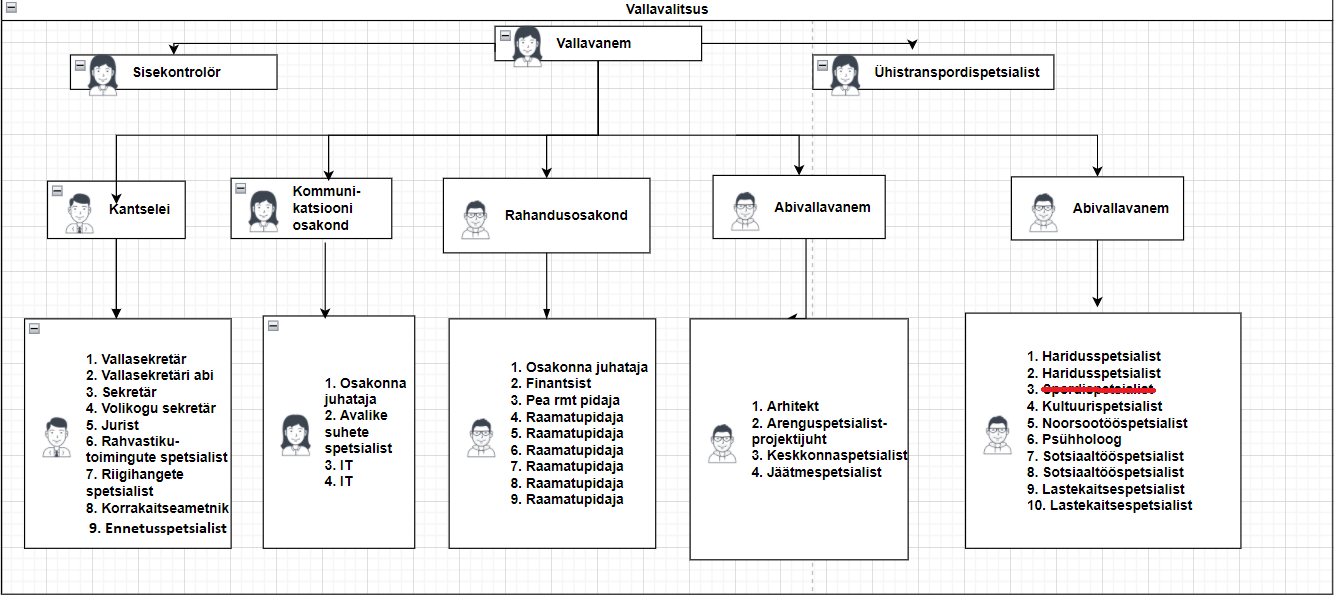 Vallavalitsus
Vallavanem
Sisekontrolör
Ühistranspordispetsialist
Kantselei
Kommuni-
katsiooni
osakond
Rahandusosakond
Abivallavanem
Abivallavanem
1. Vallasekretär
2. Vallasekretäri abi
3. Sekretär
4. Volikogu sekretär
5. Jurist
6. Rahvastiku-
toimingute spetsialist
7. Riigihangete
spetsialist
8. Korrakaitseametnik
9. Ennetusspetsialist
1. Osakonna
juhataja
2. Avalike
suhete
spetsialist
3. IT
4. IT
1. Osakonna juhataja
2. Finantsist
3. Pea rmt pidaja
4. Raamatupidaja
5. Raamatupidaja
6. Raamatupidaja
7. Raamatupidaja
8. Raamatupidaja
9. Raamatupidaja
1. Arhitekt
2. Arenguspetsialist-
projektijuht
3. Keskkonnaspetsialist
4. Jäätmespetsialist
1. Haridusspetsialist
2. Haridusspetsialist
3. Spordispetsialist
4. Kultuurispetsialist
5. Noorsootööspetsialist
6. Psühholoog
7. Sotsiaaltööspetsialist
8. Sotsiaaltööspetsialist
9. Lastekaitsespetsialist
10. Lastekaitsespetsialist